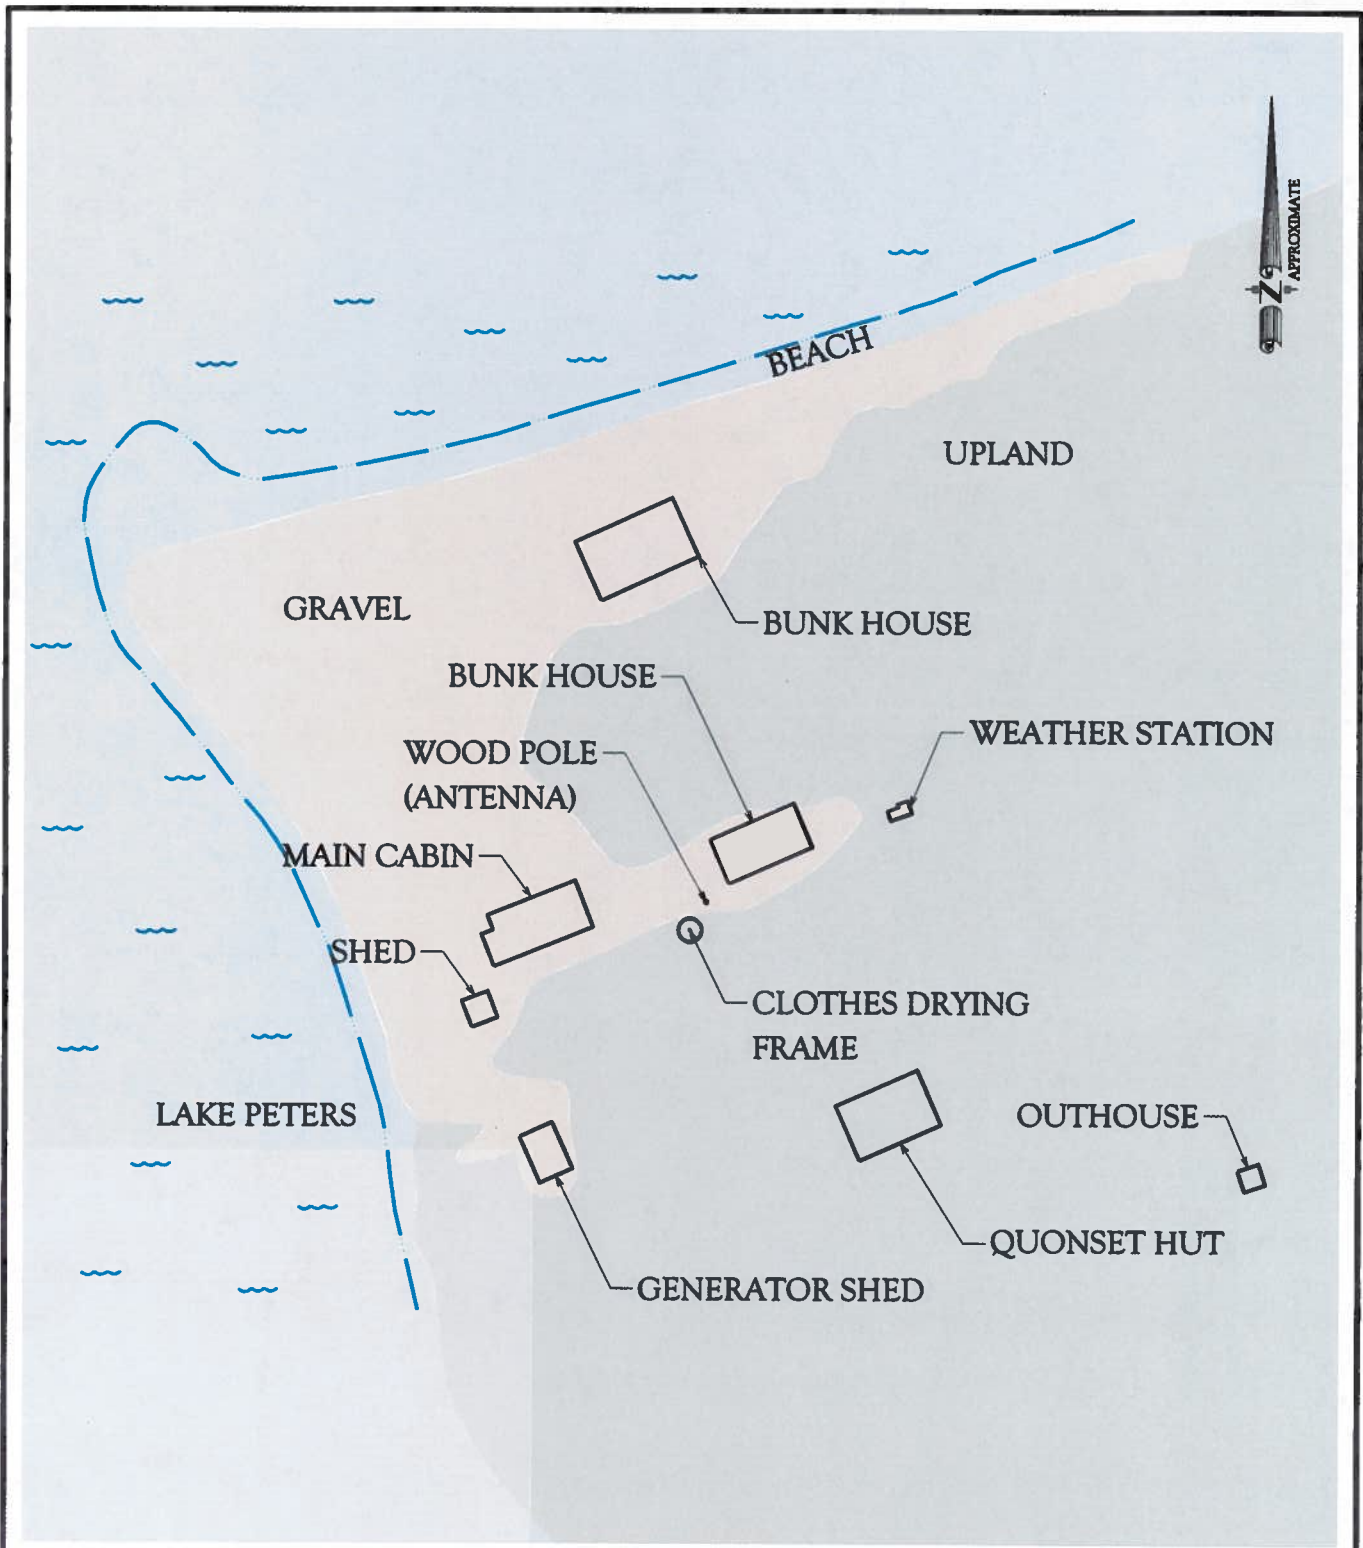 N
APPROXIMATE
BEACH
UPLAND
GRAVEL
BUNK HOUSE
BUNK HOUSE
WEATHER STATION
WOOD POLE
(ANTENNA)
MAIN CABIN
SHED
CLOTHES DRYING
FRAME
LAKE PETERS
OUTHOUSE
QUONSET HUT
GENERATOR SHED